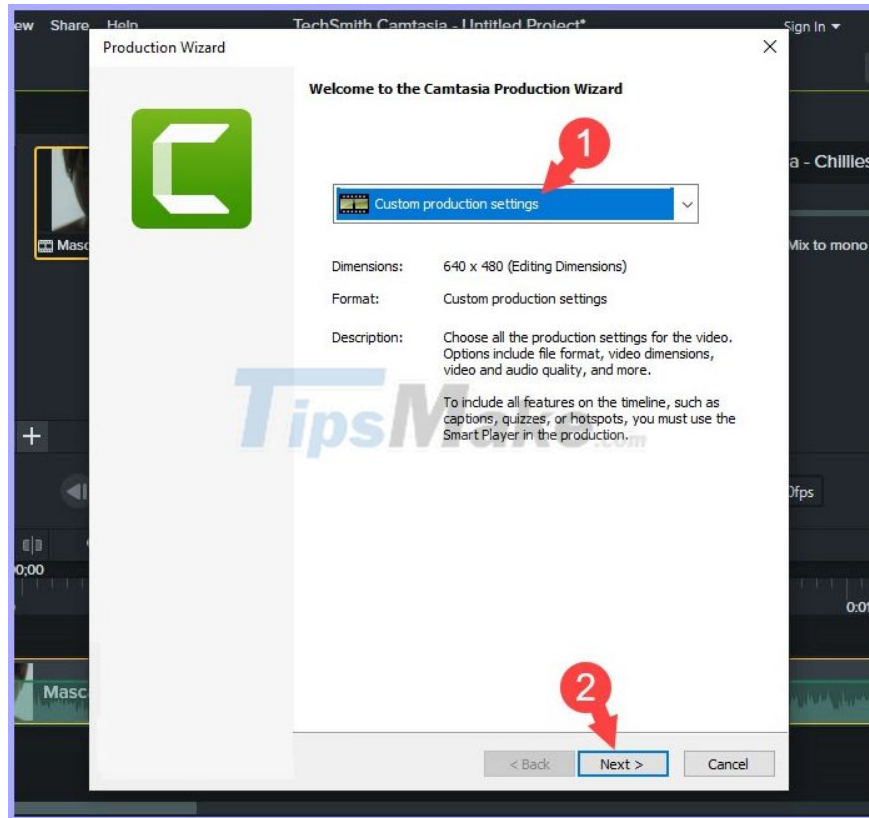 ew Share Help TechSmith Camtasia - Untitled Project* Sign In
Production Wizard
Welcome to the Camtasia Production Wizard
1
a - Chillies
Custom production settings
Masc
Mix to mono
Dimensions: 640 x 480 (Editing Dimensions)
Format: Custom production settings
Description: Choose all the production settings for the video.
Options include file format, video dimensions,
video and audio quality, and more.
To include all features on the timeline, such as
captions, quizzes, or hotspots, you must use the
Smart Player in the production.
TipsMake.com
0fps
0;00
0:01
2
Masc
< Back Next > Cancel